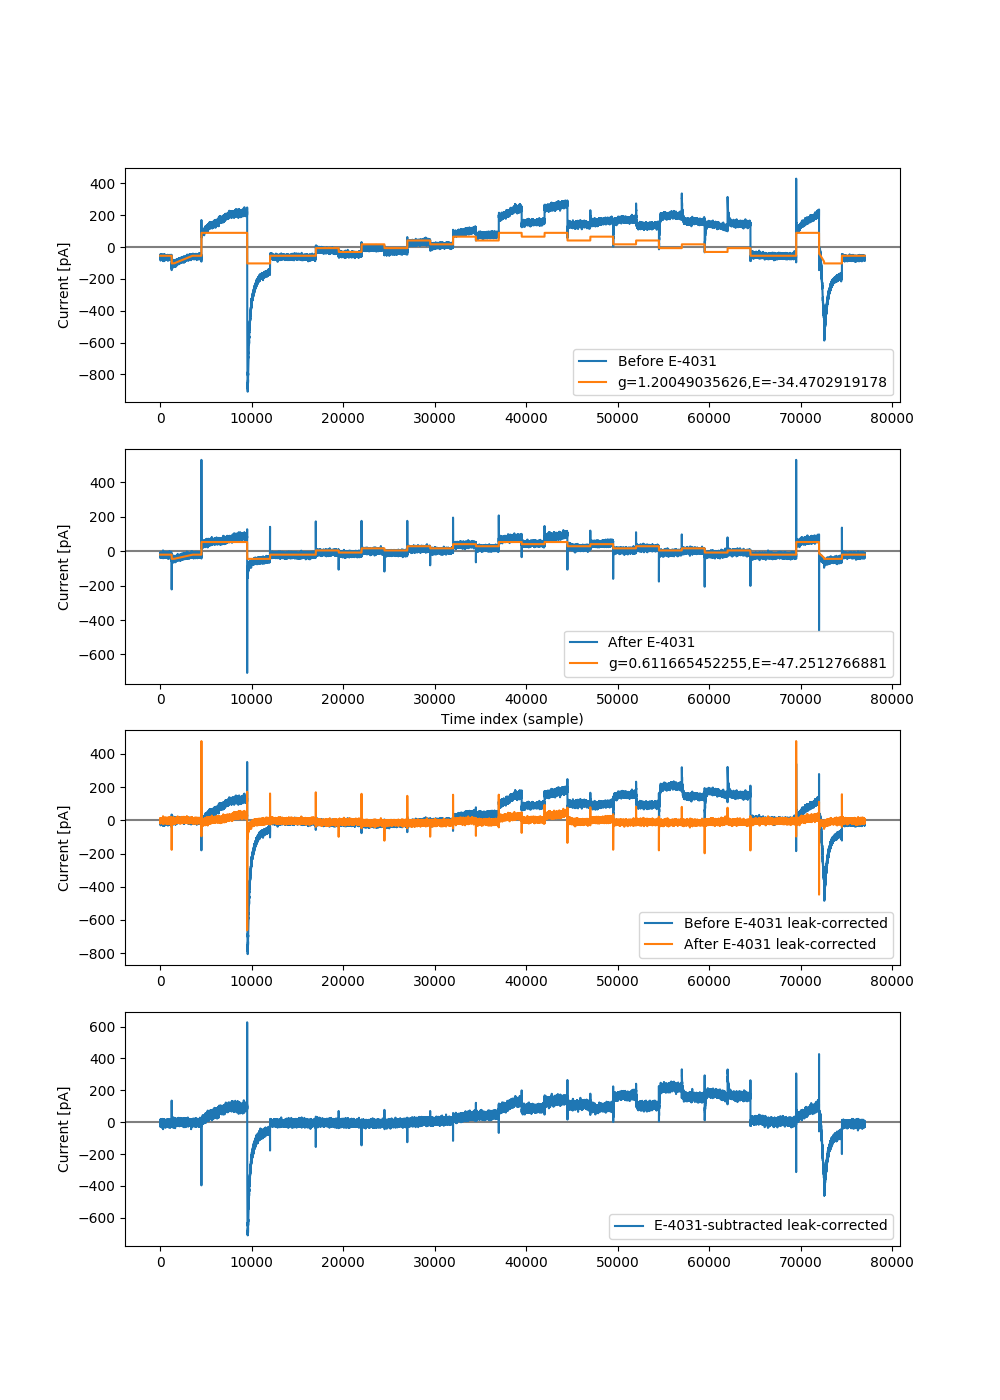 400
200
0
−200
−400
−600
−800
Current [pA]
Before E-4031
g=1.20049035626,E=-34.4702919178
0 10000 20000 30000 40000 50000 60000 70000 80000
400
200
0
−200
−400
−600
Current [pA]
After E-4031
g=0.611665452255,E=-47.2512766881
0 10000 20000 30000 40000 50000 60000 70000 80000
Time index (sample)
400
200
0
−200
−400
−600
−800
Current [pA]
Before E-4031 leak-corrected
After E-4031 leak-corrected
0 10000 20000 30000 40000 50000 60000 70000 80000
600
400
200
0
−200
−400
−600
Current [pA]
E-4031-subtracted leak-corrected
0 10000 20000 30000 40000 50000 60000 70000 80000